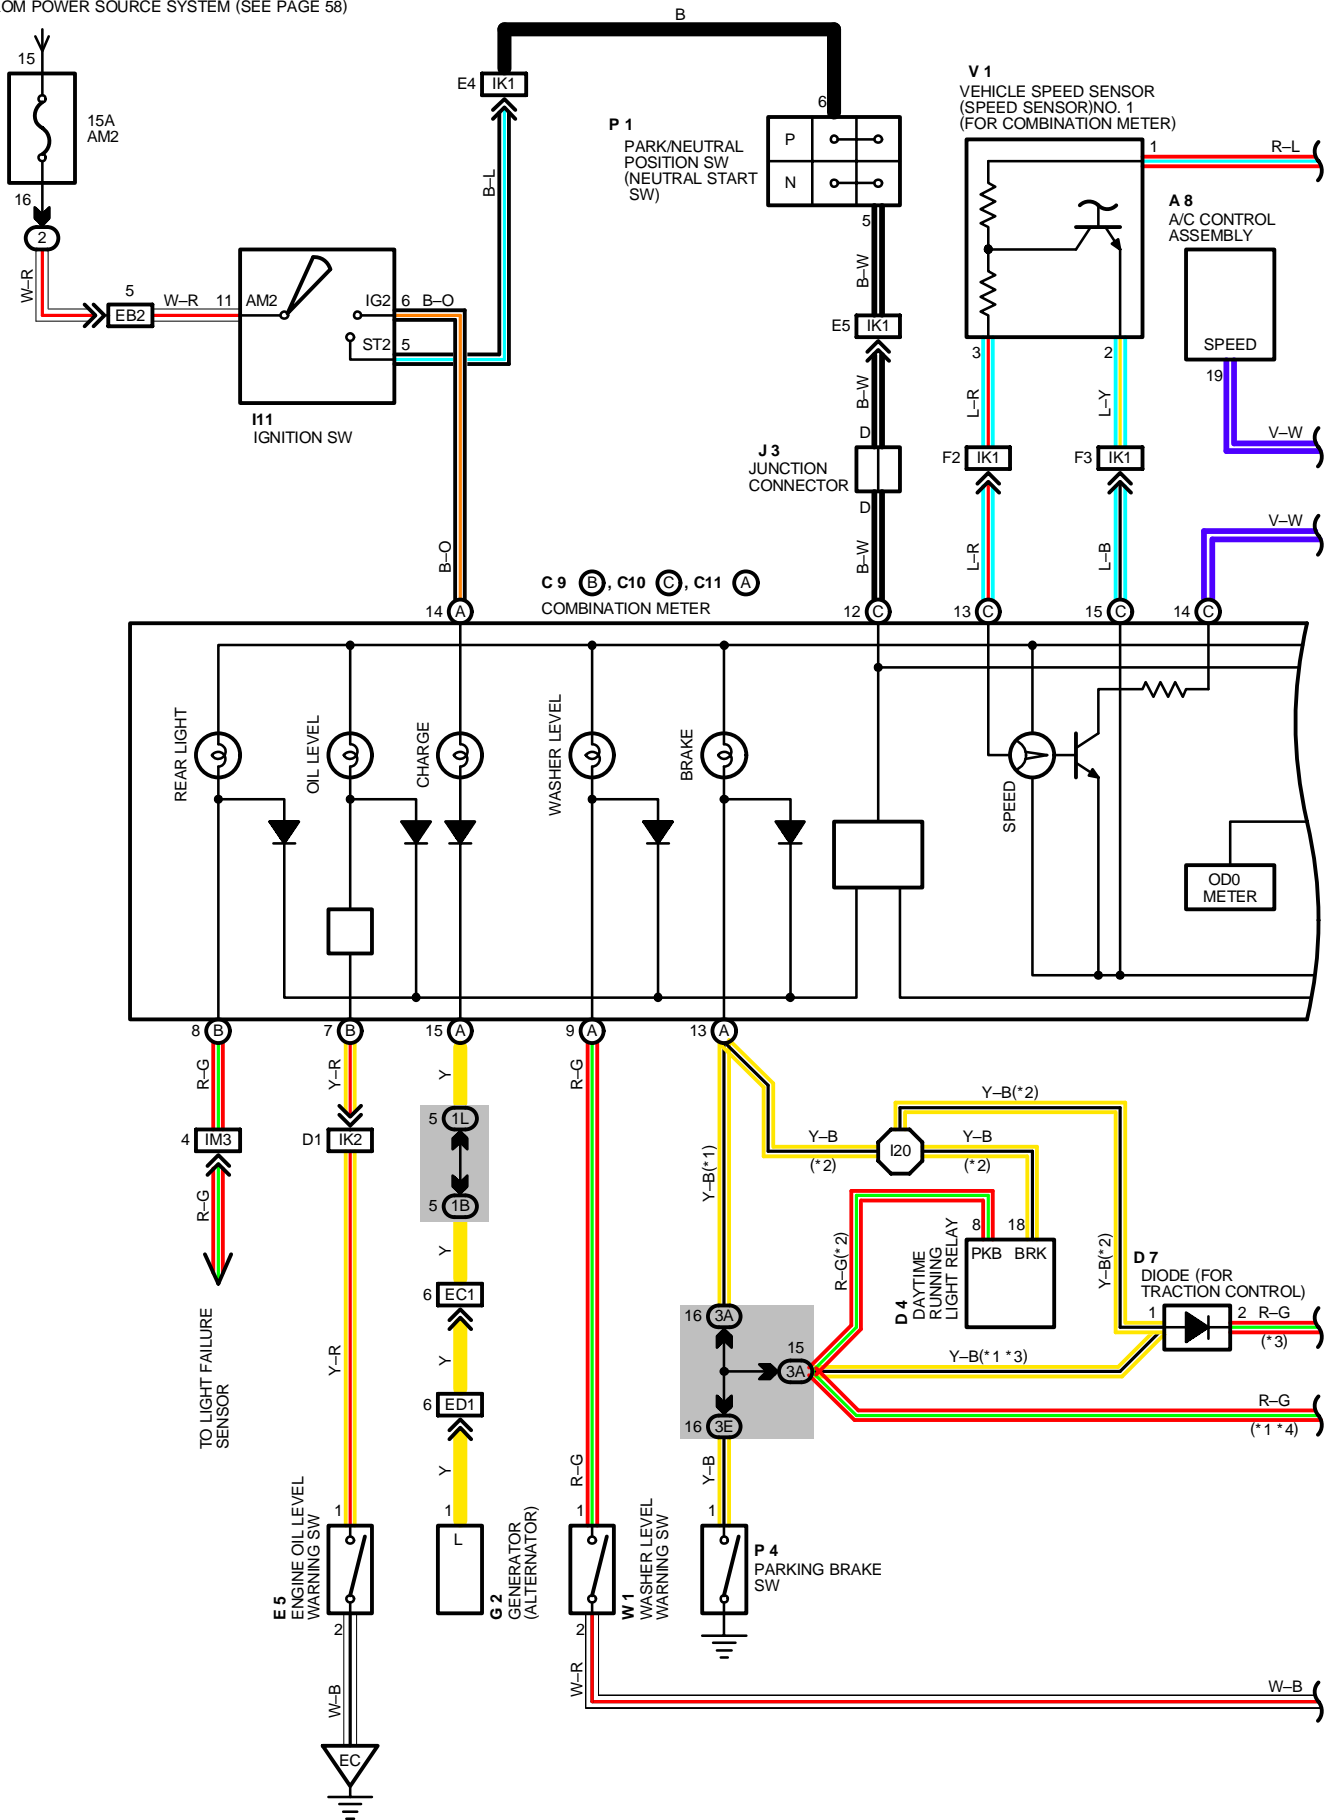 OM POWER SOURCE SYSTEM (SEE PAGE 58)
15
15A
AM2
16
2
W–R
5
EB2
W–R
11
AM2
IG2
6
B–O
ST2
5
I11
IGNITION SW
B–O
E4
IK1
B
B–L
P 1
PARK/NEUTRAL
POSITION SW
(NEUTRAL START
SW)
6
P
N
5
B–W
E5
IK1
B–W
D
J 3
JUNCTION
CONNECTOR
D
B–W
V 1
VEHICLE SPEED SENSOR
(SPEED SENSOR)NO. 1
(FOR COMBINATION METER)
1
R–L
3
2
L–R
L–Y
F2
IK1
F3
IK1
L–R
L–B
A 8
A/C CONTROL
ASSEMBLY
SPEED
19
V–W
V–W
C 9 B , C10 C , C11 A
COMBINATION METER
14
A
12
C
13
C
15
C
14
C
REAR LIGHT
OIL LEVEL
CHARGE
WASHER LEVEL
BRAKE
SPEED
OD0
METER
8
B
7
B
15
A
9
A
13
A
R–G
4
IM3
R–G
TO LIGHT FAILURE
SENSOR
Y–R
D1
IK2
Y–R
1
E 5
ENGINE OIL LEVEL
WARNING SW
2
W–B
EC
Y
5
1L
5
1B
Y
6
EC1
Y
6
ED1
Y
1
L
G 2
GENERATOR
(ALTERNATOR)
R–G
R–G
1
W 1
WASHER LEVEL
WARNING SW
2
W–R
W–B
Y–B(*1)
Y–B
(*2)
I20
Y–B
(*2)
Y–B(*2)
Y–B(*2)
R–G(*2)
8
18
PKB
BRK
D 4
DAYTIME
RUNNING
LIGHT RELAY
D 7
DIODE (FOR
TRACTION CONTROL)
1
2
R–G
(*3)
16
3A
15
3A
16
3E
Y–B(*1 *3)
R–G
(*1 *4)
Y–B
1
P 4
PARKING BRAKE
SW